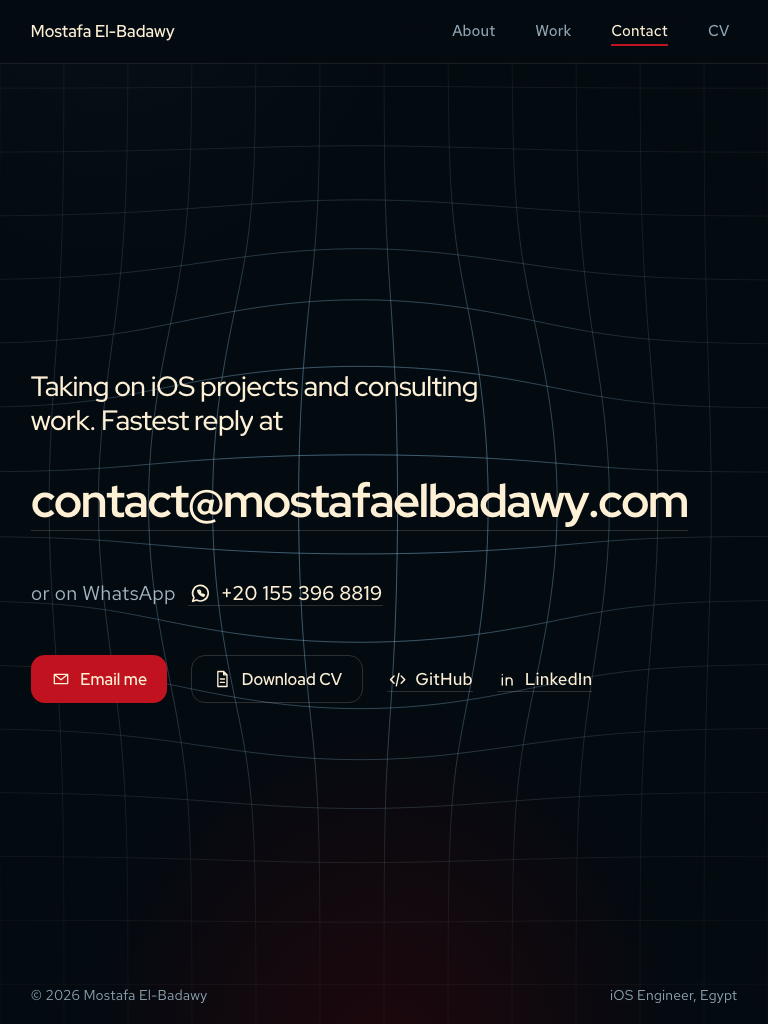 Mostafa El-Badawy
About
Work
Contact
CV
Taking on iOS projects and consulting
work. Fastest reply at
contact@mostafaelbadawy.com
or on WhatsApp +20 155 396 8819
Email me
Download CV
GitHub
in LinkedIn
© 2026 Mostafa El-Badawy
iOS Engineer, Egypt